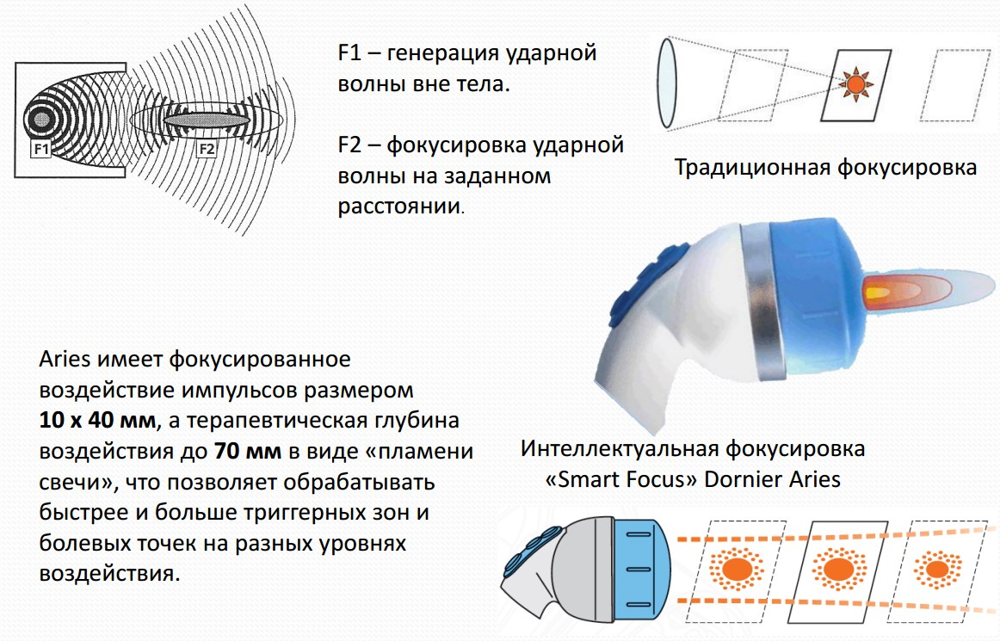 F1
F2
F1 – генерация ударной
волны вне тела.
F2 – фокусировка ударной
волны на заданном
расстоянии.
Традиционная фокусировка
Aries имеет фокусированное
воздействие импульсов размером
10 х 40 мм, а терапевтическая глубина
воздействия до 70 мм в виде «пламени
свечи», что позволяет обрабатывать
быстрее и больше триггерных зон и
болевых точек на разных уровнях
воздействия.
Интеллектуальная фокусировка
«Smart Focus» Dornier Aries